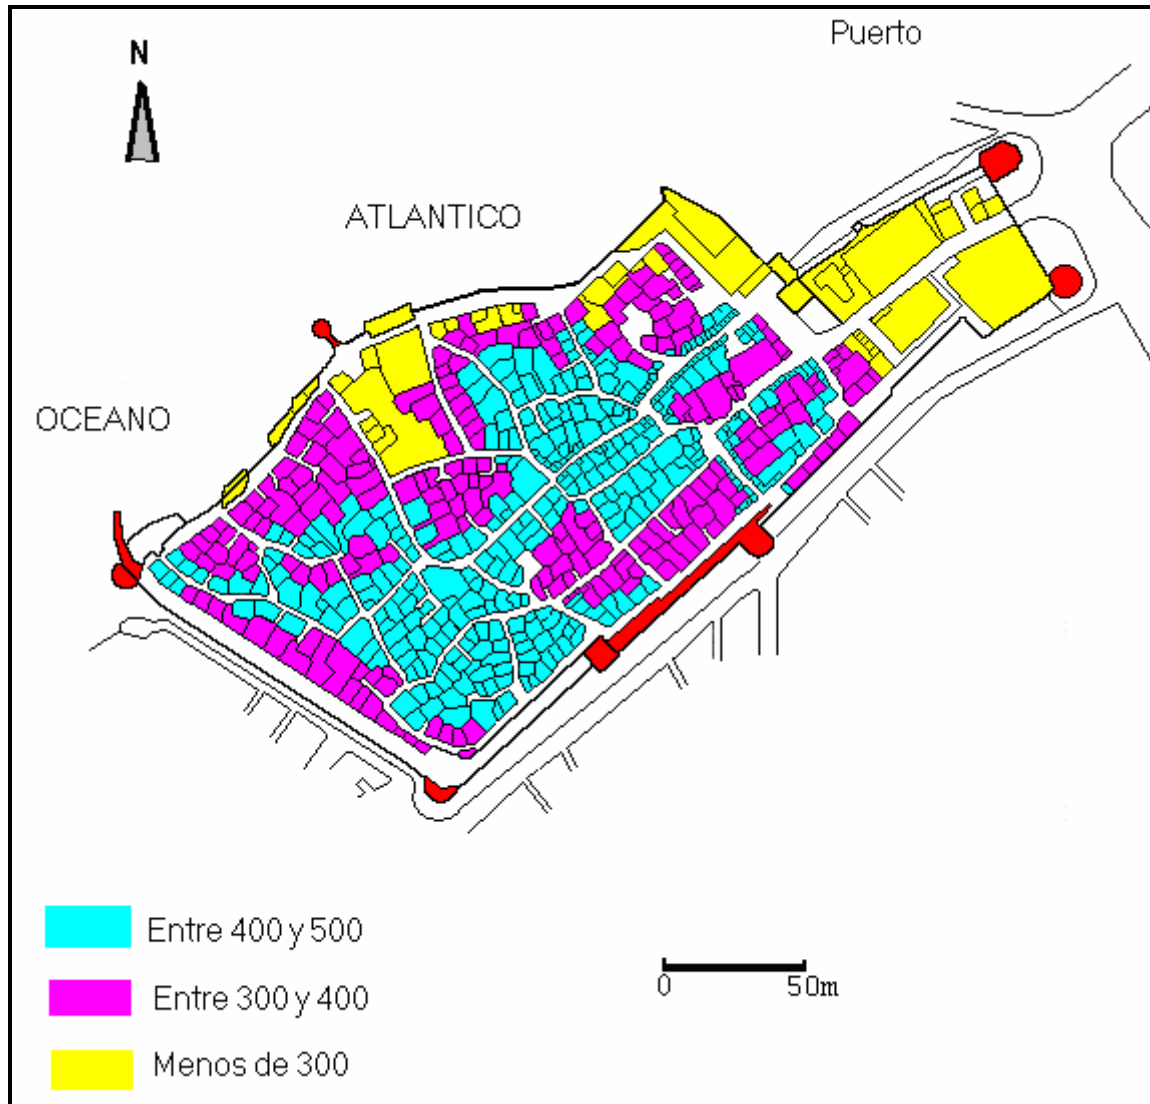 Puerto
N
ATLANTICO
OCEANO
Entre 400 y 500
Entre 300 y 400
Menos de 300
0 50m